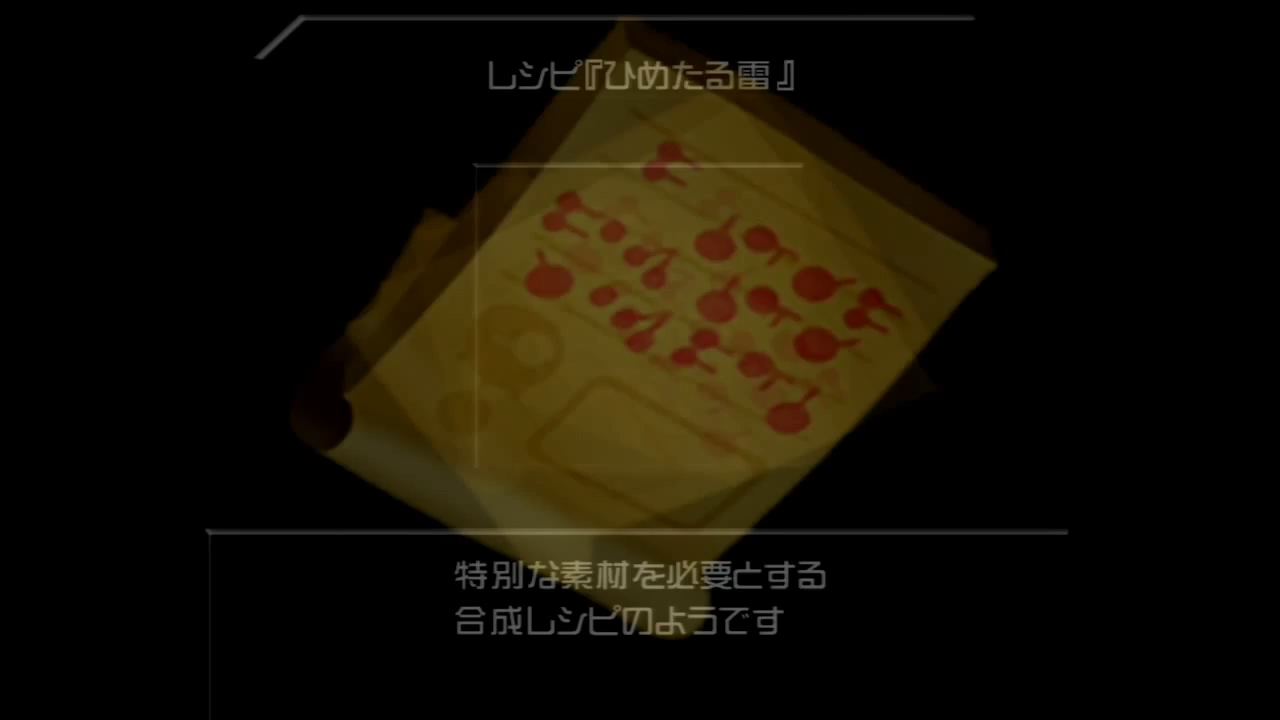 レシピ『ひめたる雷』
特別な素材を必要とする
合成レシピのようです